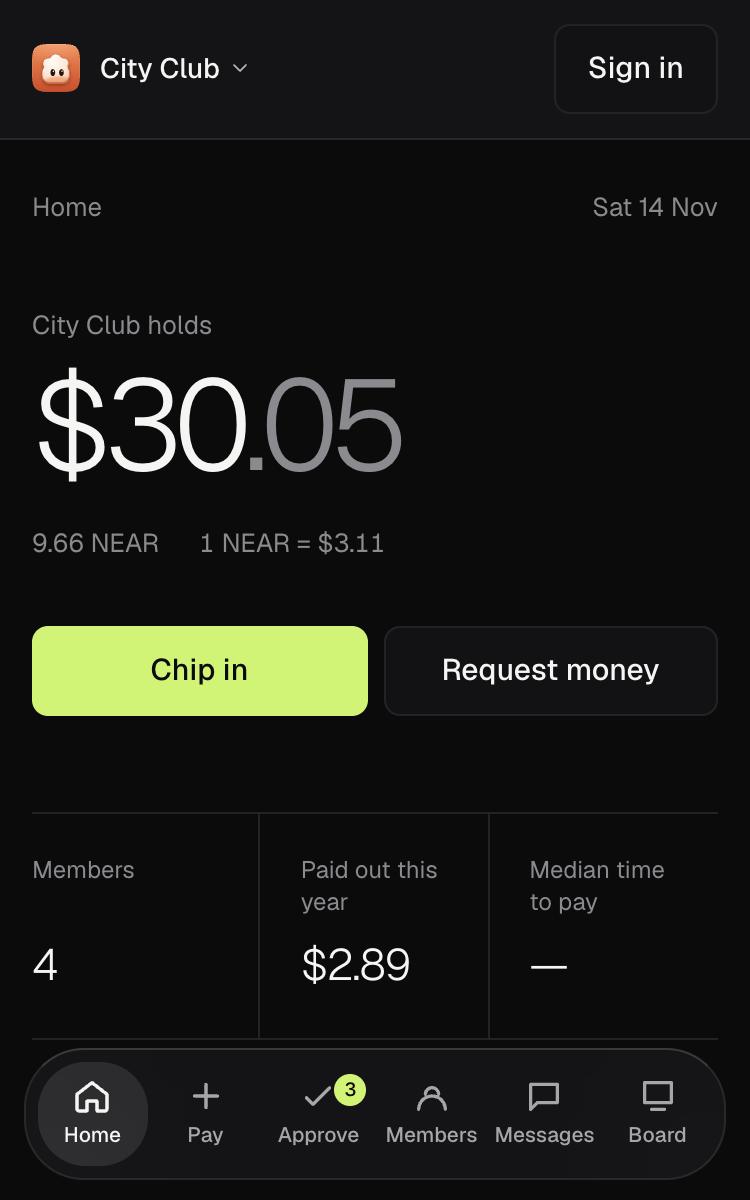 City Club
Sign in
Home
Sat 14 Nov
City Club holds
$30.05
9.66 NEAR
1 NEAR = $3.11
Chip in
Request money
Members
4
Paid out this
year
$2.89
Median time
to pay
—
Home
Pay
Approve
3
Members
Messages
Board